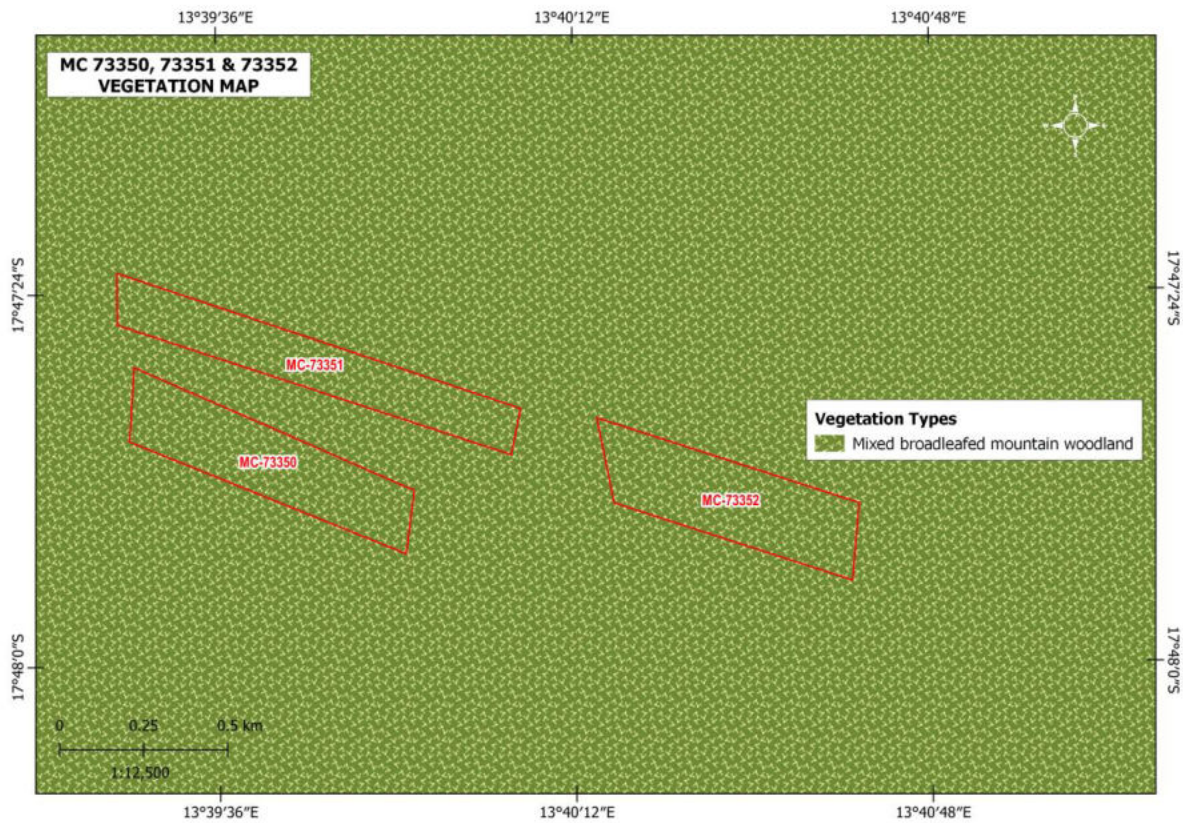 13°39′36″E 13°40′12″E 13°40′48″E
MC 73350, 73351 & 73352
VEGETATION MAP
17°47′24″S 17°47′24″S
MC-73351
Vegetation Types
Mixed broadleafed mountain woodland
MC-73350
MC-73352
17°48′0″S 17°48′0″S
0 0.25 0.5 km
1:12,500
13°39′36″E 13°40′12″E 13°40′48″E